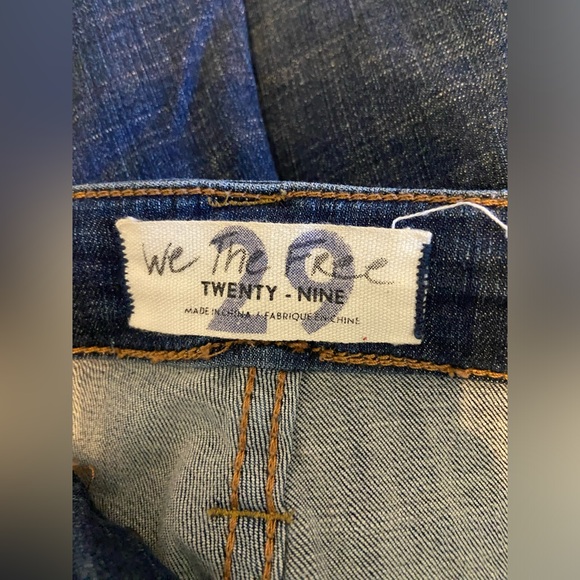 We The Free
29
TWENTY - NINE
MADE IN CHINA / FABRIQUE EN CHINE